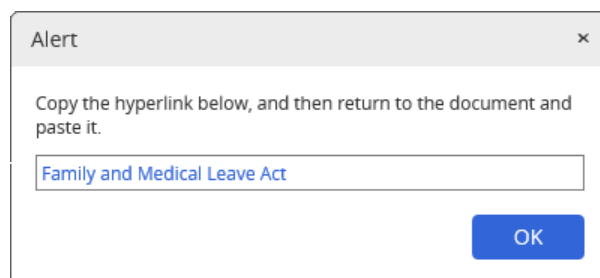 Alert
×
Copy the hyperlink below, and then return to the document and
paste it.
Family and Medical Leave Act
OK